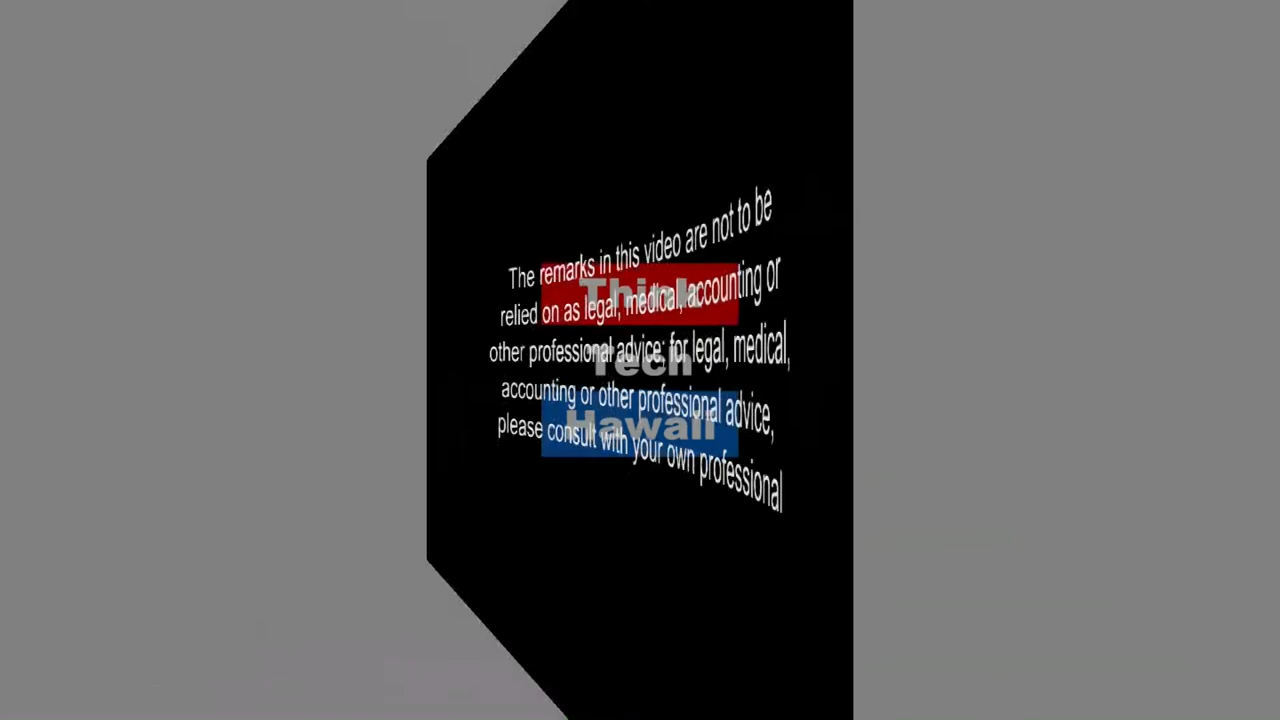 The remarks in this video are not to be
relied on as legal, medical, accounting or
other professional advice; for legal, medical,
accounting or other professional advice,
please consult with your own professional
Think
Tech
Hawaii